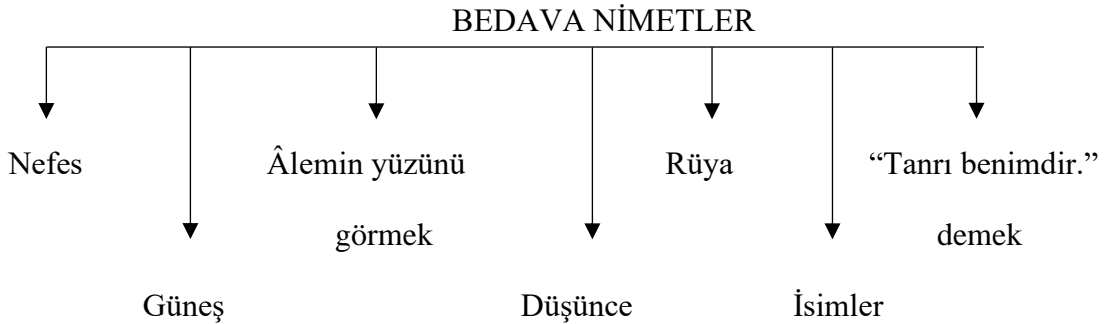 BEDAVA NİMETLER
Nefes
Âlemin yüzünü
görmek
Rüya
“Tanrı benimdir.”
demek
Güneş
Düşünce
İsimler